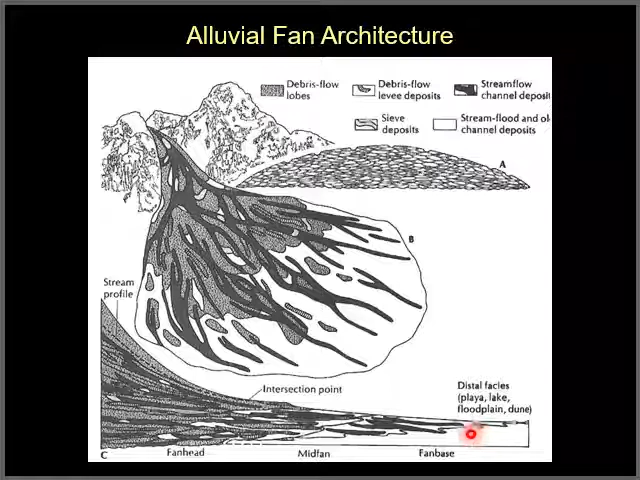 Alluvial Fan Architecture
Debris-flow
lobes
Debris-flow
levee deposits
Streamflow
channel deposit
Sieve
deposits
Stream-flood and ol
channel deposits
A
B
Stream
profile
Intersection point
Distal facies
(playa, lake,
floodplain, dune)
C
Fanhead
Midfan
Fanbase